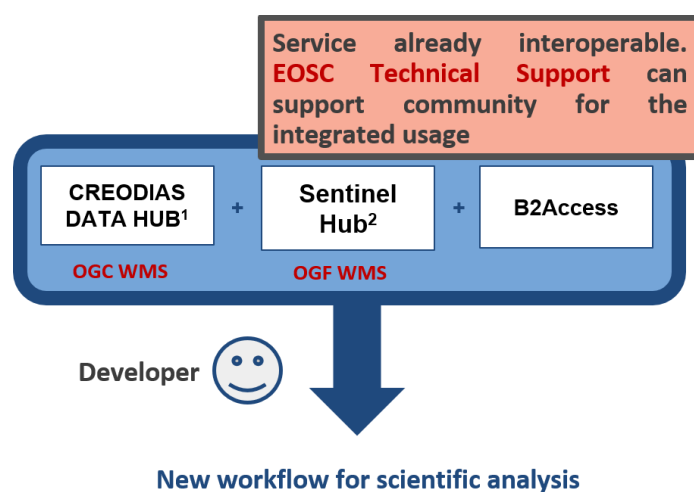 Service already interoperable.
EOSC Technical Support can
support community for the
integrated usage
CREODIAS
DATA HUB¹
+
Sentinel
Hub²
+
B2Access
OGC WMS
OGF WMS
Developer
New workflow for scientific analysis